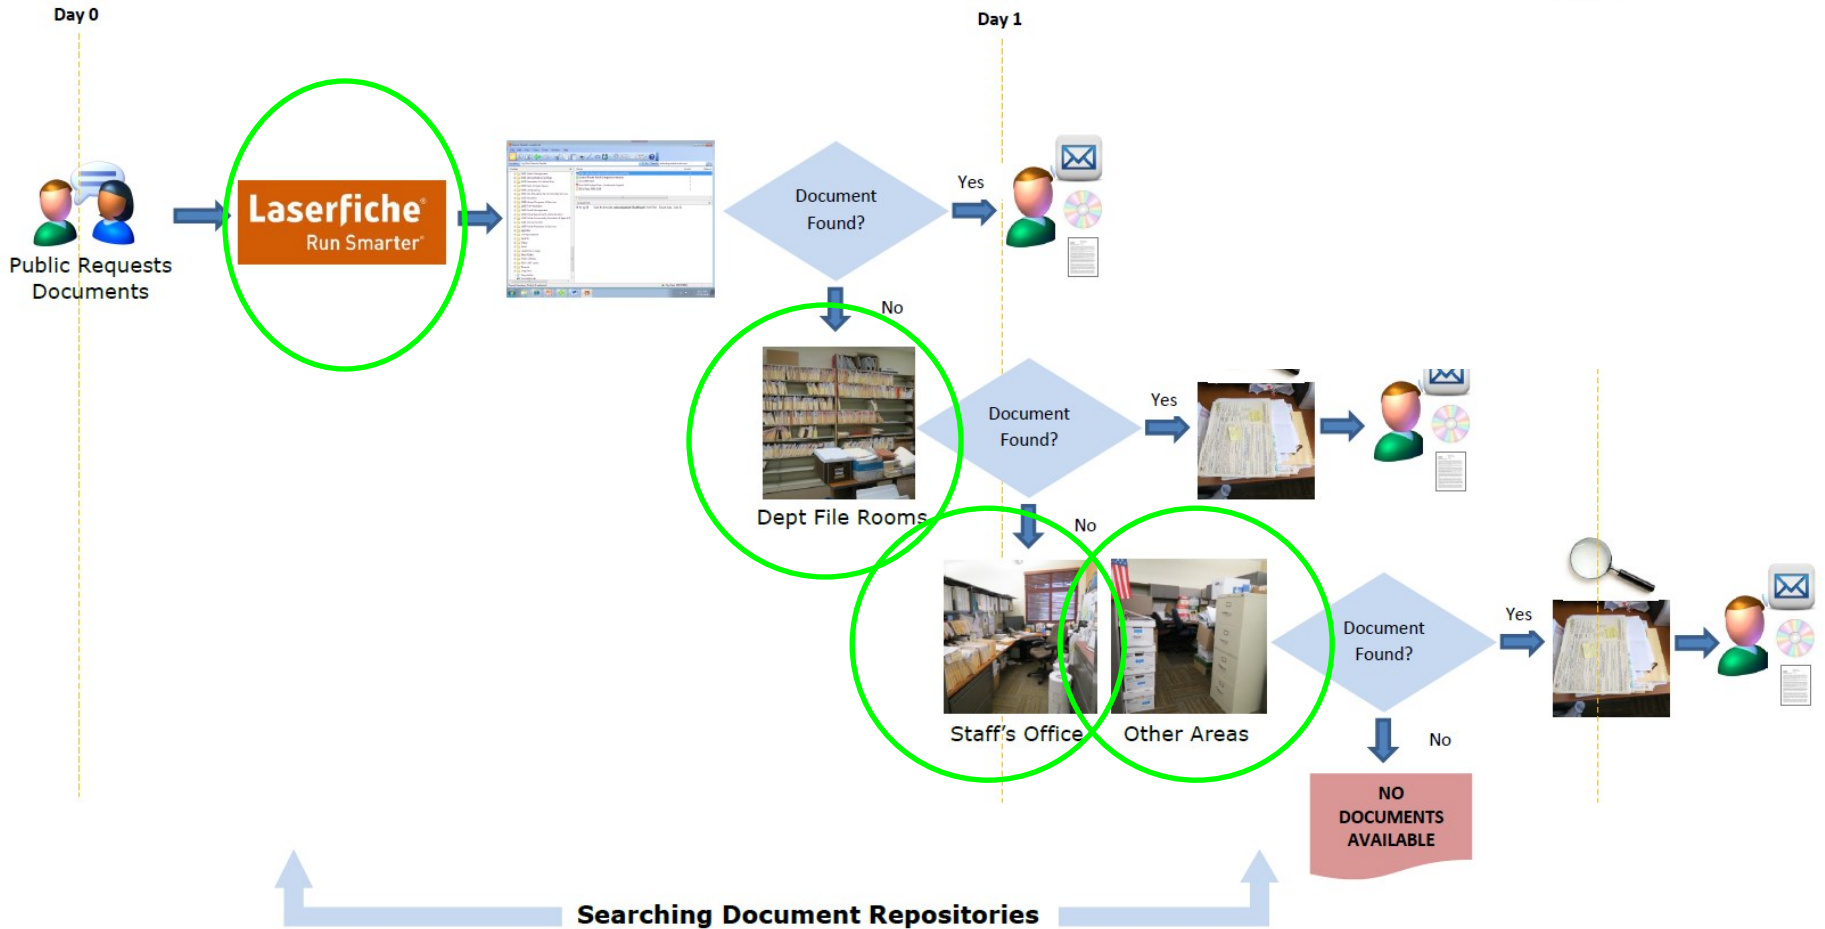 Day 0
Day 1
Public Requests
Documents
Laserfiche®
Run Smarter®
Document
Found?
Yes
No
Dept File Rooms
Document
Found?
Yes
No
Staff's Office
Other Areas
Document
Found?
Yes
No
NO
DOCUMENTS
AVAILABLE
Searching Document Repositories